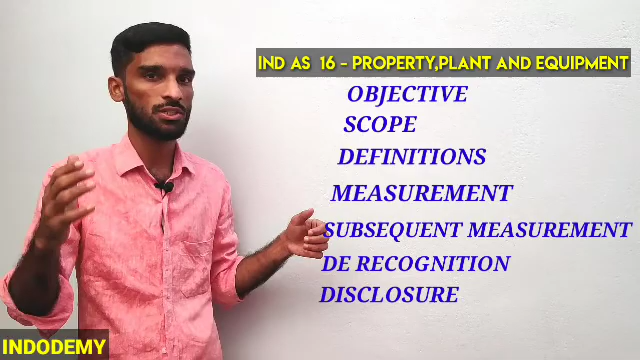 IND AS 16 - PROPERTY,PLANT AND EQUIPMENT
OBJECTIVE
SCOPE
DEFINITIONS
MEASUREMENT
SUBSEQUENT MEASUREMENT
DE RECOGNITION
DISCLOSURE
INDODEMY